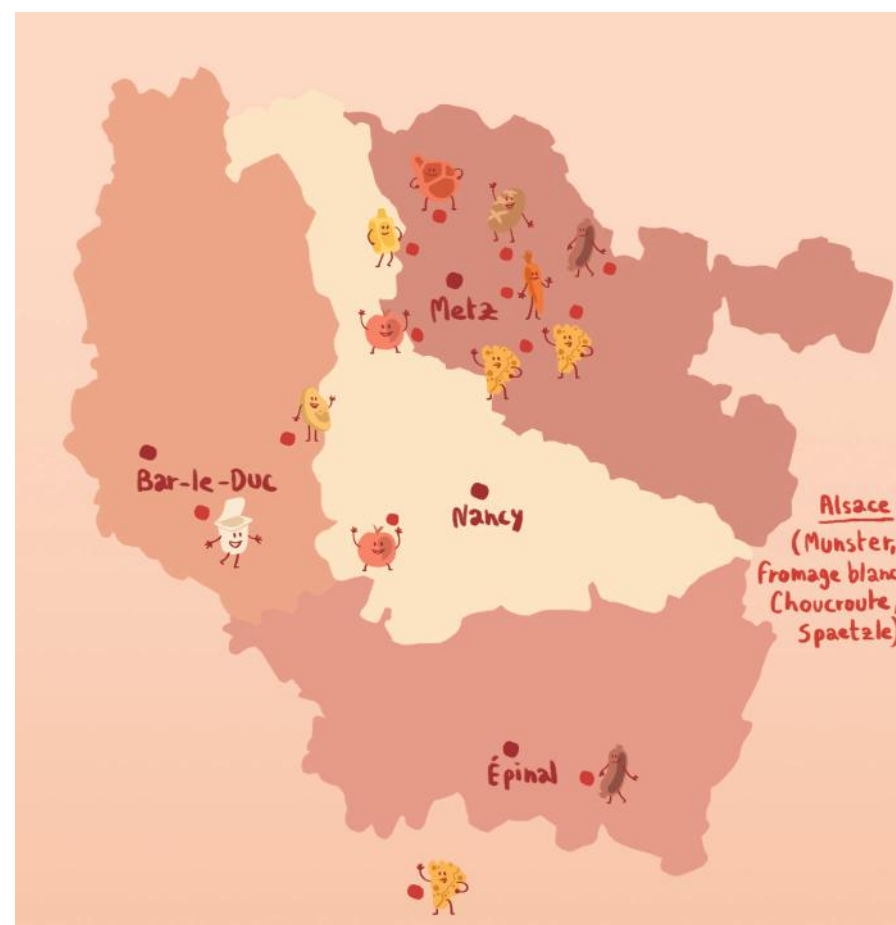 Metz
Bar-le-Duc
Nancy
Alsace
(Munster,
Fromage blanc
Choucroute,
Spaetzle)
Épinal